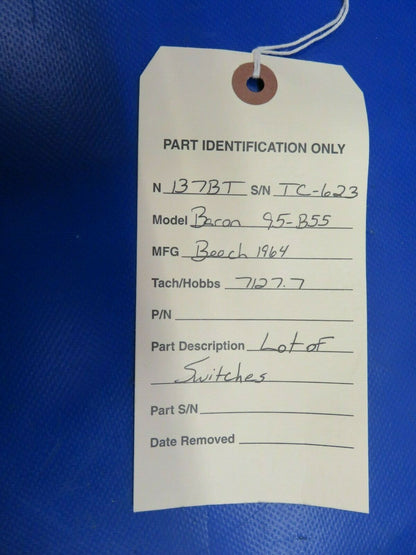 PART IDENTIFICATION ONLY
N 137BT S/N TC-623
Model Baron 95-B55
MFG Beech 1964
Tach/Hobbs 7127.7
P/N
Part Description Lot of
Switches
Part S/N
Date Removed